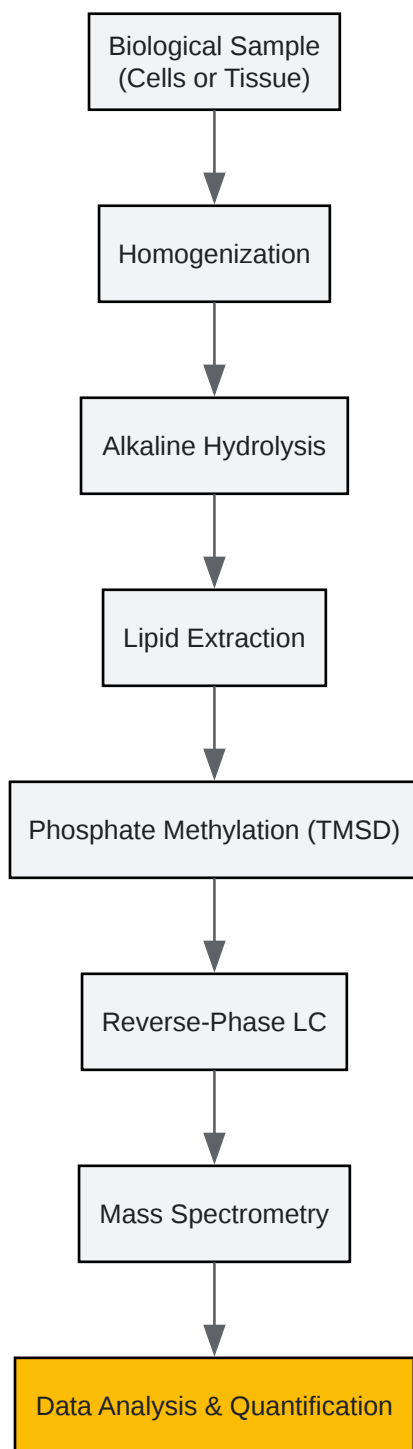 Biological Sample
(Cells or Tissue)
Homogenization
Alkaline Hydrolysis
Lipid Extraction
Phosphate Methylation (TMSD)
Reverse-Phase LC
Mass Spectrometry
Data Analysis & Quantification